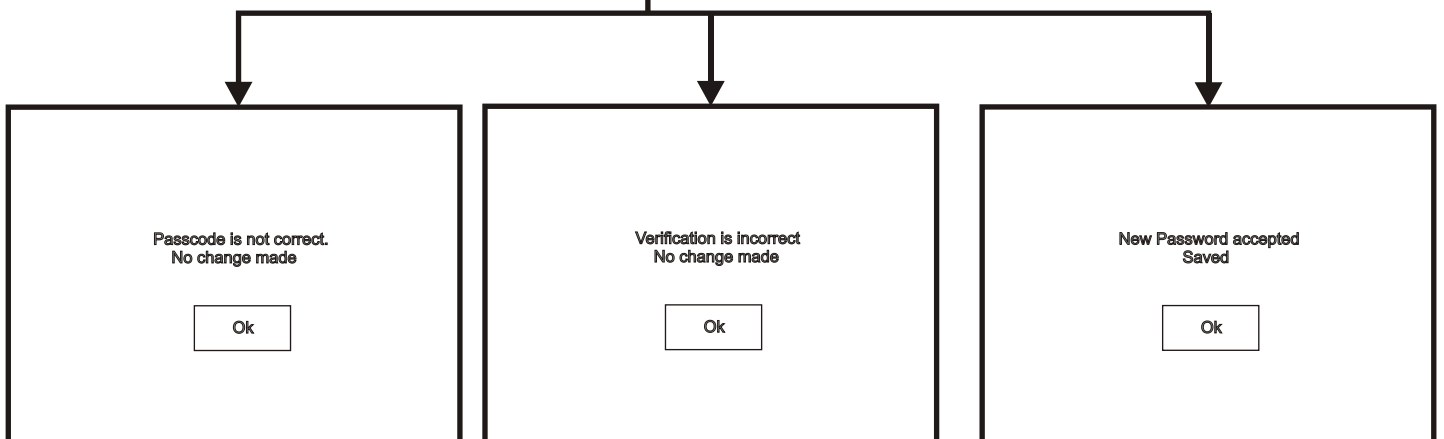 Passcode is not correct.
No change made
Ok
Verification is incorrect
No change made
Ok
New Password accepted
Saved
Ok